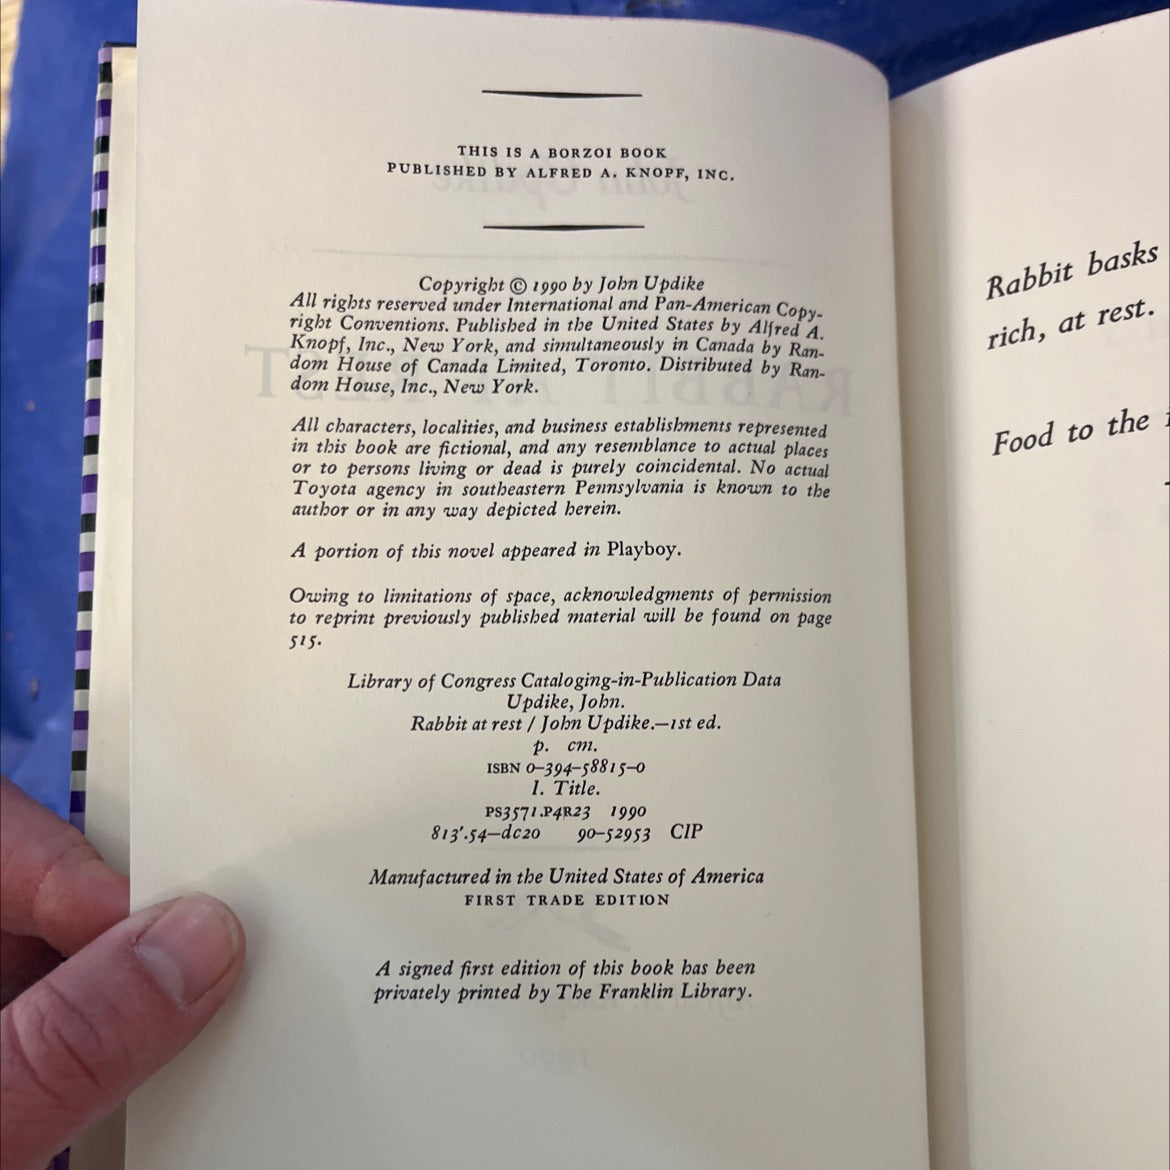 THIS IS A BORZOI BOOK
PUBLISHED BY ALFRED A. KNOPF, INC.
Copyright © 1990 by John Updike
All rights reserved under International and Pan-American Copy-
right Conventions. Published in the United States by Alfred A.
Knopf, Inc., New York, and simultaneously in Canada by Ran-
dom House of Canada Limited, Toronto. Distributed by Ran-
dom House, Inc., New York.
All characters, localities, and business establishments represented
in this book are fictional, and any resemblance to actual places
or to persons living or dead is purely coincidental. No actual
Toyota agency in southeastern Pennsylvania is known to the
author or in any way depicted herein.
A portion of this novel appeared in Playboy.
Owing to limitations of space, acknowledgments of permission
to reprint previously published material will be found on page
515.
Library of Congress Cataloging-in-Publication Data
Updike, John.
Rabbit at rest / John Updike.—1st ed.
p. cm.
ISBN 0–394–58815–0
I. Title.
PS3571.P4R23 1990
813'.54—dc20 90–52953 CIP
Manufactured in the United States of America
FIRST TRADE EDITION
A signed first edition of this book has been
privately printed by The Franklin Library.
Rabbit basks
rich, at rest.
Food to the